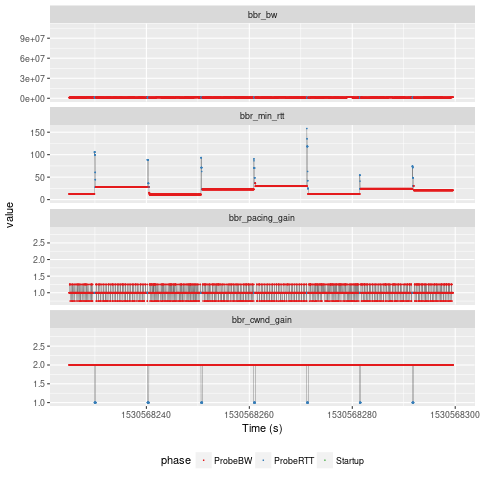 bbr_bw
9e+07
6e+07
3e+07
0e+00
bbr_min_rtt
150
100
50
0
bbr_pacing_gain
2.5
2.0
1.5
1.0
bbr_cwnd_gain
2.5
2.0
1.5
1.0
value
1530568240 1530568260 1530568280 1530568300
Time (s)
phase ProbeBW ProbeRTT Startup